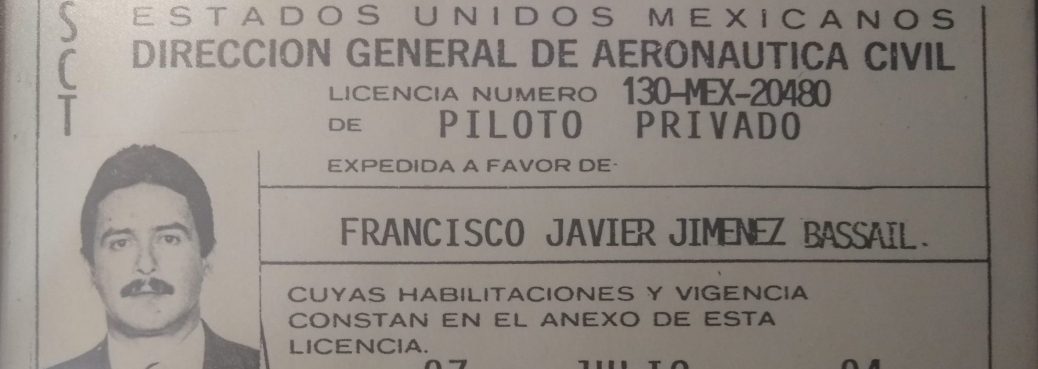 SCT
ESTADOS UNIDOS MEXICANOS
DIRECCION GENERAL DE AERONAUTICA CIVIL
LICENCIA NUMERO 130-MEX-20480
DE PILOTO PRIVADO
EXPEDIDA A FAVOR DE·
FRANCISCO JAVIER JIMENEZ BASSAIL.
CUYAS HABILITACIONES Y VIGENCIA
CONSTAN EN EL ANEXO DE ESTA
LICENCIA.
JULIO